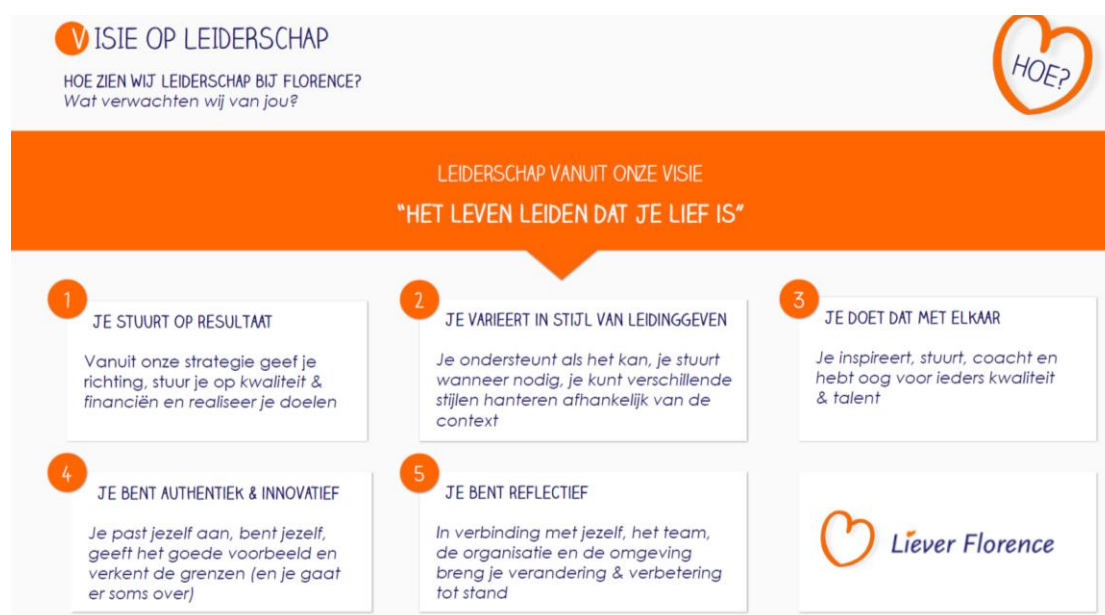 VISIE OP LEIDERSCHAP
HOE ZIEN WIJ LEIDERSCHAP BIJ FLORENCE?
Wat verwachten wij van jou?
HOE?
LEIDERSCHAP VANUIT ONZE VISIE
"HET LEVEN LEIDEN DAT JE LIEF IS"
1
JE STUURT OP RESULTAAT
Vanuit onze strategie geef je
richting, stuur je op kwaliteit &
financiën en realiseer je doelen
2
JE VARIEERT IN STIJL VAN LEIDINGGEVEN
Je ondersteunt als het kan, je stuurt
wanneer nodig, je kunt verschillende
stijlen hanteren afhankelijk van de
context
3
JE DOET DAT MET ELKAAR
Je inspireert, stuurt, coacht en
hebt oog voor ieders kwaliteit
& talent
4
JE BENT AUTHENTIEK & INNOVATIEF
Je past jezelf aan, bent jezelf,
geeft het goede voorbeeld en
verkent de grenzen (en je gaat
er soms over)
5
JE BENT REFLECTIEF
In verbinding met jezelf, het team,
de organisatie en de omgeving
breng je verandering & verbetering
tot stand
Liever Florence